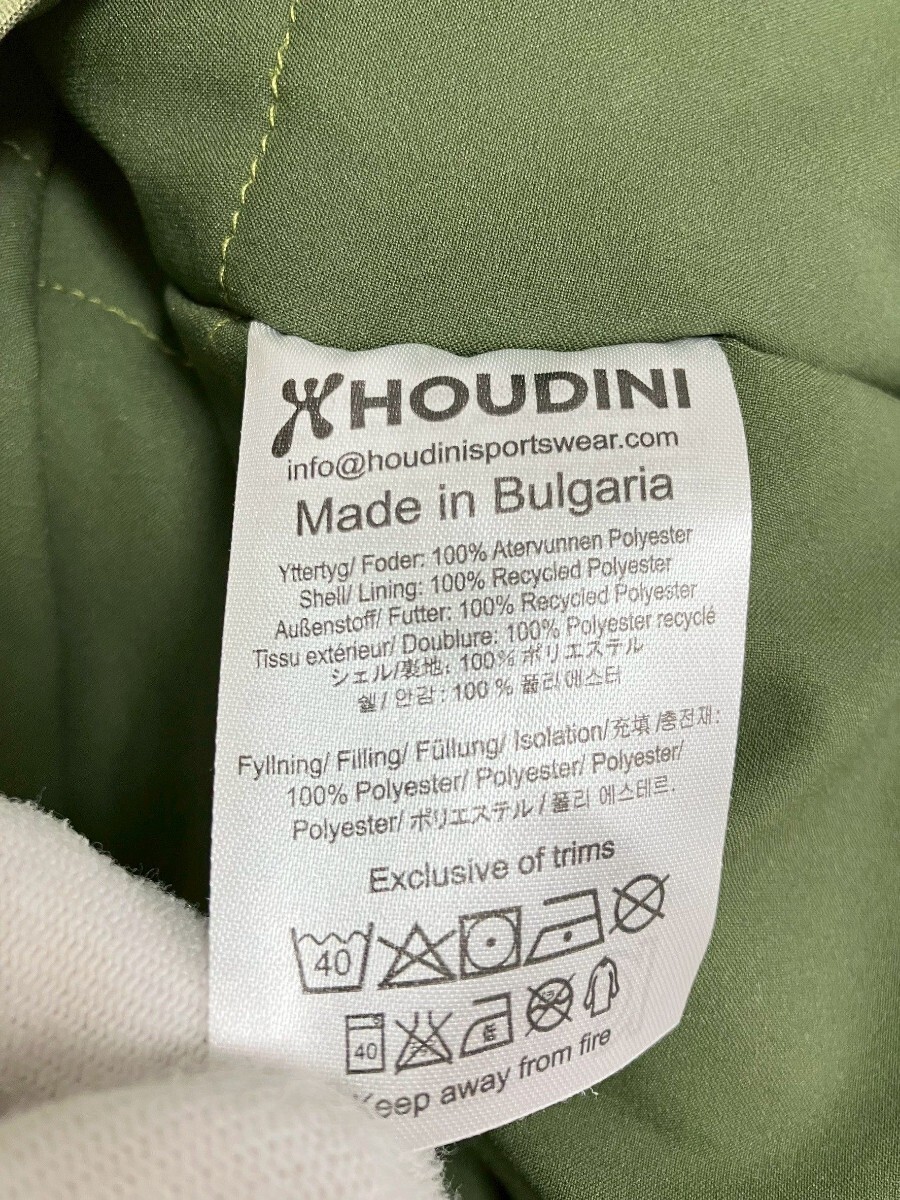 HOUDINI
info@houdinisportswear.com
Made in Bulgaria
Yttertyg/ Foder: 100% Atervunnen Polyester
Shell/ Lining: 100% Recycled Polyester
Außenstoff/ Futter: 100% Recycled Polyester
Tissu extérieur/ Doublure: 100% Polyester recyclé
シェル/裏地: 100% ポリエステル
쉘/ 안감 : 100 % 폴리에스터
Fyllning/ Filling/ Füllung/ Isolation/充填 /충전재:
100% Polyester/ Polyester/ Polyester/
Polyester/ ポリエステル / 폴리 에스테르.
Exclusive of trims
40
40 低
Keep away from fire